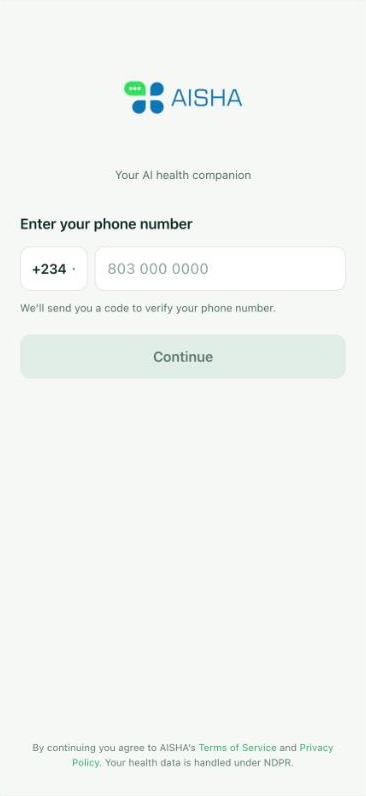 AISHA
Your AI health companion
Enter your phone number
+234 ·
803 000 0000
We'll send you a code to verify your phone number.
Continue
By continuing you agree to AISHA's Terms of Service and Privacy
Policy. Your health data is handled under NDPR.